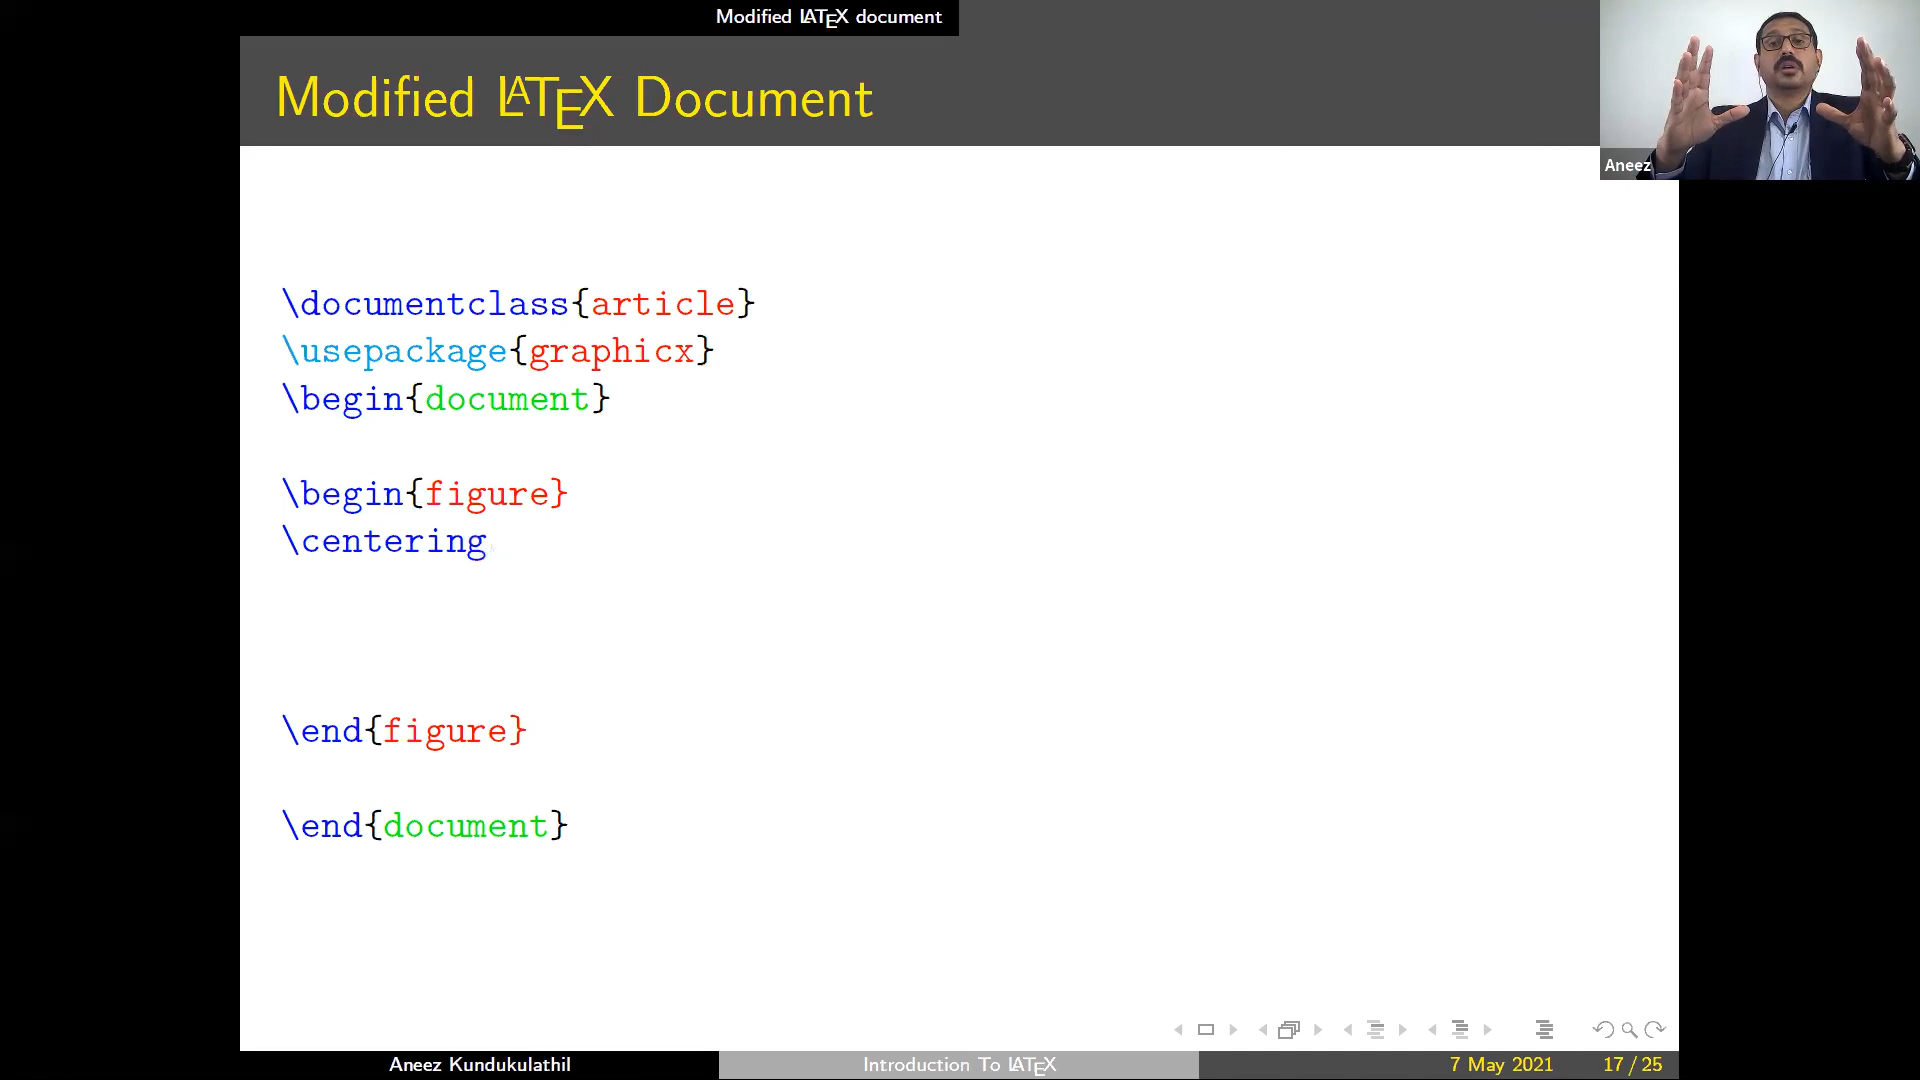 Modified LATEX document
Modified LATEX Document
Aneez
\documentclass{article}
\usepackage{graphicx}
\begin{document}
\begin{figure}
\centering
\end{figure}
\end{document}
Aneez Kundukulathil
Introduction To LATEX
7 May 2021
17 / 25